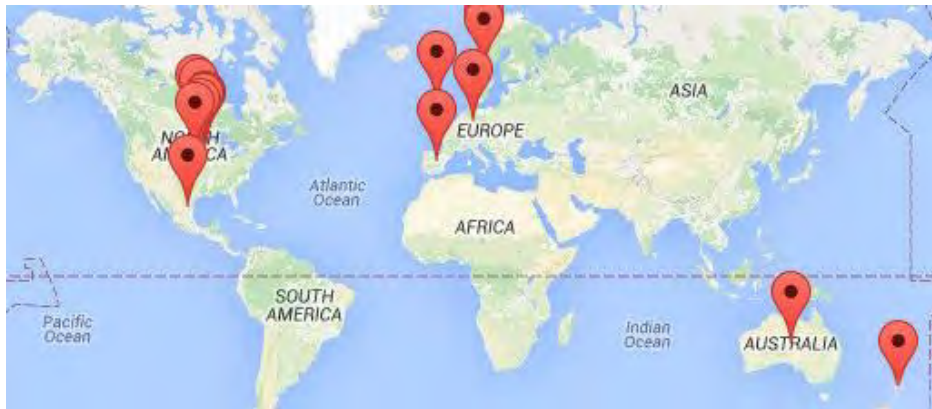 ASIA
EUROPE
NORTH
AMERICA
Atlantic
Ocean
AFRICA
SOUTH
AMERICA
Pacific
Ocean
Indian
Ocean
AUSTRALIA